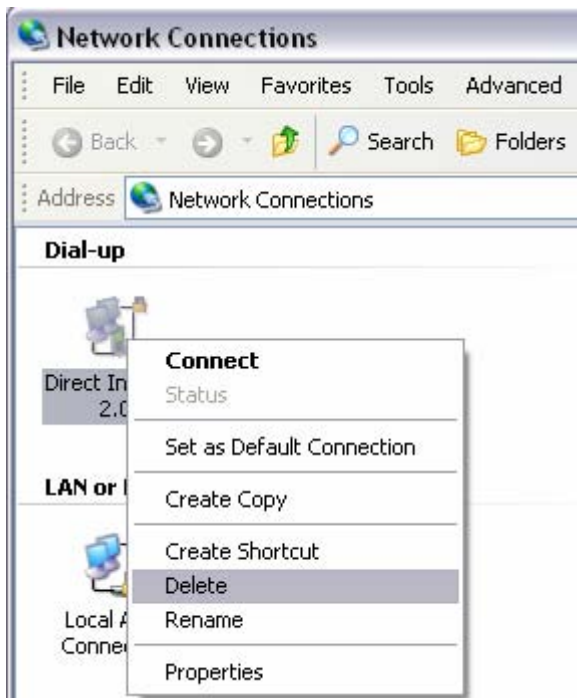 Network Connections
File Edit View Favorites Tools Advanced
Back Search Folders
Address Network Connections
Dial-up
Direct In
2.0
Connect
Status
Set as Default Connection
Create Copy
Create Shortcut
Delete
Rename
Properties
LAN or
Local
Connec